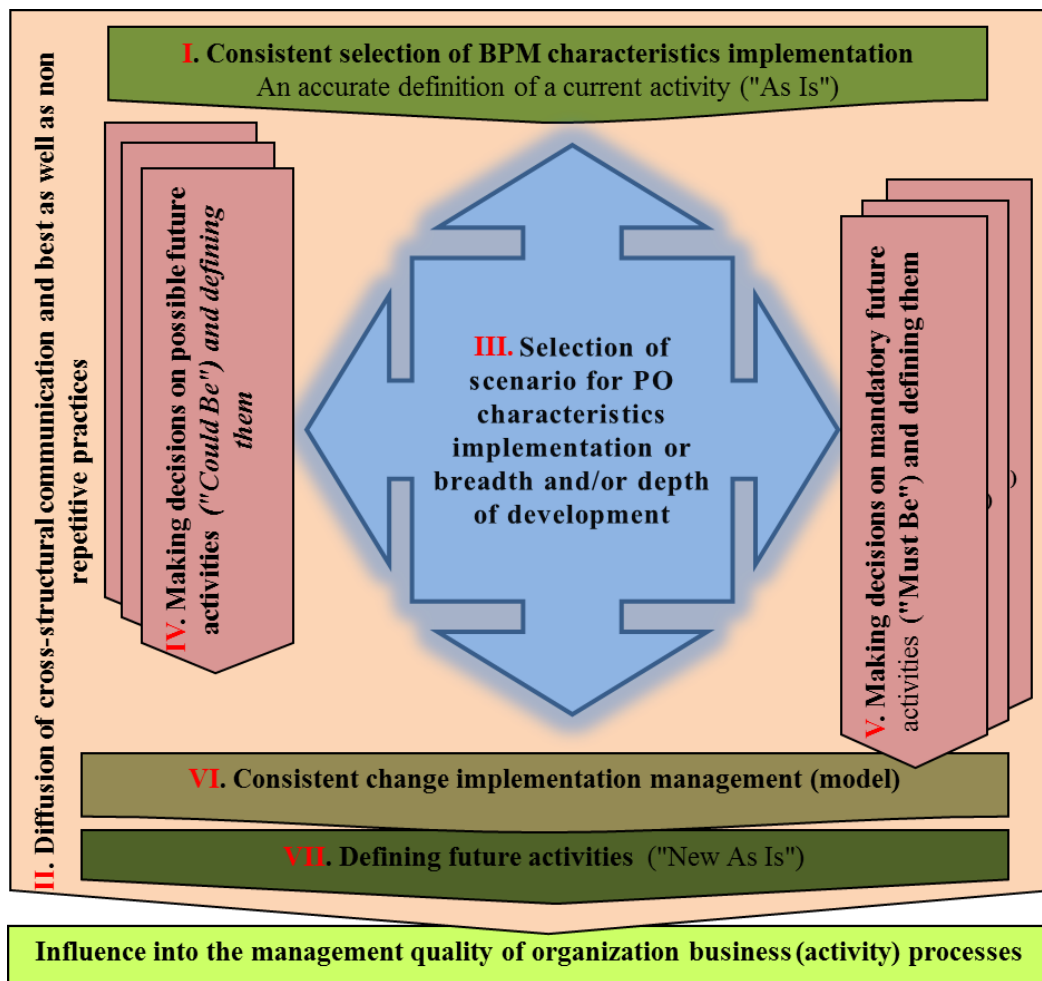 I. Consistent selection of BPM characteristics implementation
An accurate definition of a current activity ("As Is")
II. Diffusion of cross-structural communication and best as well as non
repetitive practices
III. Selection of
scenario for PO
characteristics
implementation or
breadth and/or depth
of development
IV. Making decisions on possible future
activities ("Could Be") and defining
them
V. Making decisions on mandatory future
activities ("Must Be") and defining them
VI. Consistent change implementation management (model)
VII. Defining future activities ("New As Is")
Influence into the management quality of organization business (activity) processes